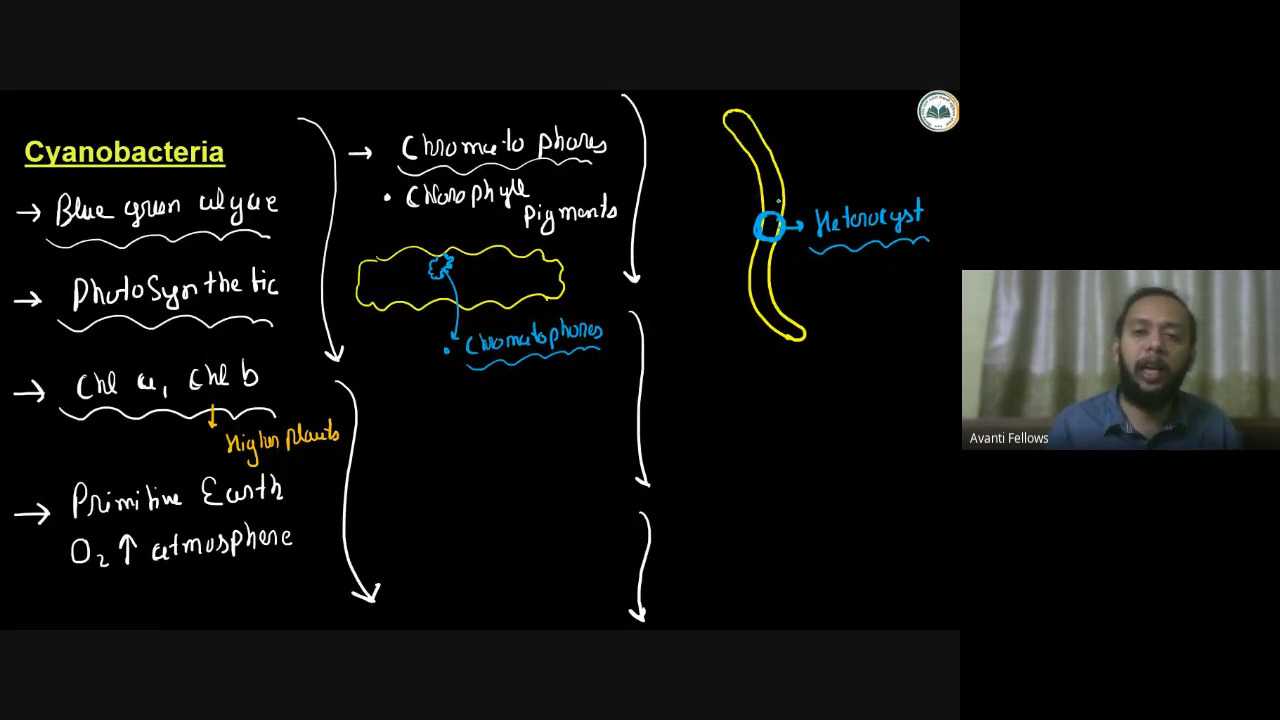 Cyanobacteria
→ Blue green algae
→ Photosynthetic
→ Chl a, Chl b
Higher plants
→ Primitive Earth
O₂ ↑ atmosphere
→ Chromatophores
• Chlorophyll
Pigments
• Chromatophores
Heterocyst
Avanti Fellows